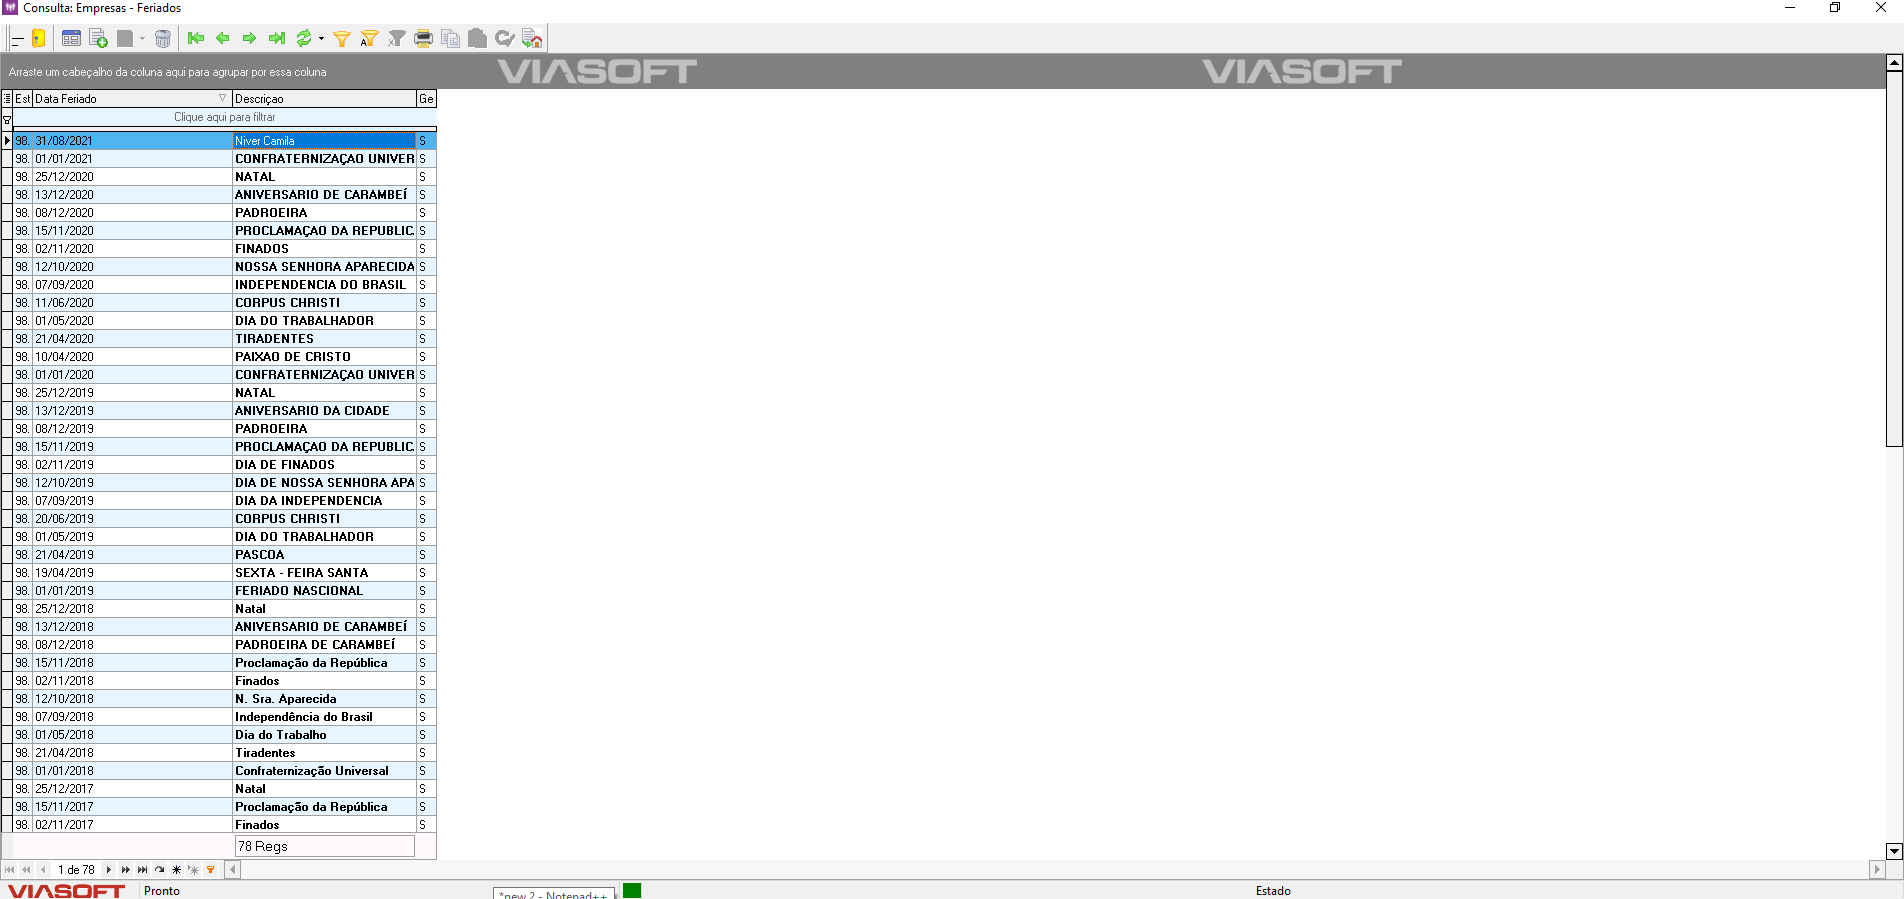 Consulta: Empresas - Feriados
Arraste um cabeçalho da coluna aqui para agrupar por essa coluna VIASOFT VIASOFT
Est Data Feriado Descriçao Ge
Clique aqui para filtrar
98. 31/08/2021 Niver Camila S
98. 01/01/2021 CONFRATERNIZAÇAO UNIVER S
98. 25/12/2020 NATAL S
98. 13/12/2020 ANIVERSARIO DE CARAMBEÍ S
98. 08/12/2020 PADROEIRA S
98. 15/11/2020 PROCLAMAÇAO DA REPUBLIC. S
98. 02/11/2020 FINADOS S
98. 12/10/2020 NOSSA SENHORA APARECIDA S
98. 07/09/2020 INDEPENDENCIA DO BRASIL S
98. 11/06/2020 CORPUS CHRISTI S
98. 01/05/2020 DIA DO TRABALHADOR S
98. 21/04/2020 TIRADENTES S
98. 10/04/2020 PAIXAO DE CRISTO S
98. 01/01/2020 CONFRATERNIZAÇAO UNIVER S
98. 25/12/2019 NATAL S
98. 13/12/2019 ANIVERSARIO DA CIDADE S
98. 08/12/2019 PADROEIRA S
98. 15/11/2019 PROCLAMAÇAO DA REPUBLIC. S
98. 02/11/2019 DIA DE FINADOS S
98. 12/10/2019 DIA DE NOSSA SENHORA APA S
98. 07/09/2019 DIA DA INDEPENDENCIA S
98. 20/06/2019 CORPUS CHRISTI S
98. 01/05/2019 DIA DO TRABALHADOR S
98. 21/04/2019 PASCOA S
98. 19/04/2019 SEXTA - FEIRA SANTA S
98. 01/01/2019 FERIADO NASCIONAL S
98. 25/12/2018 Natal S
98. 13/12/2018 ANIVERSARIO DE CARAMBEÍ S
98. 08/12/2018 PADROEIRA DE CARAMBEÍ S
98. 15/11/2018 Proclamação da República S
98. 02/11/2018 Finados S
98. 12/10/2018 N. Sra. Aparecida S
98. 07/09/2018 Independência do Brasil S
98. 01/05/2018 Dia do Trabalho S
98. 21/04/2018 Tiradentes S
98. 01/01/2018 Confraternização Universal S
98. 25/12/2017 Natal S
98. 15/11/2017 Proclamação da República S
98. 02/11/2017 Finados S
78 Regs
1 de 78
VIASOFT Pronto *new 2 - Notepad++ Estado